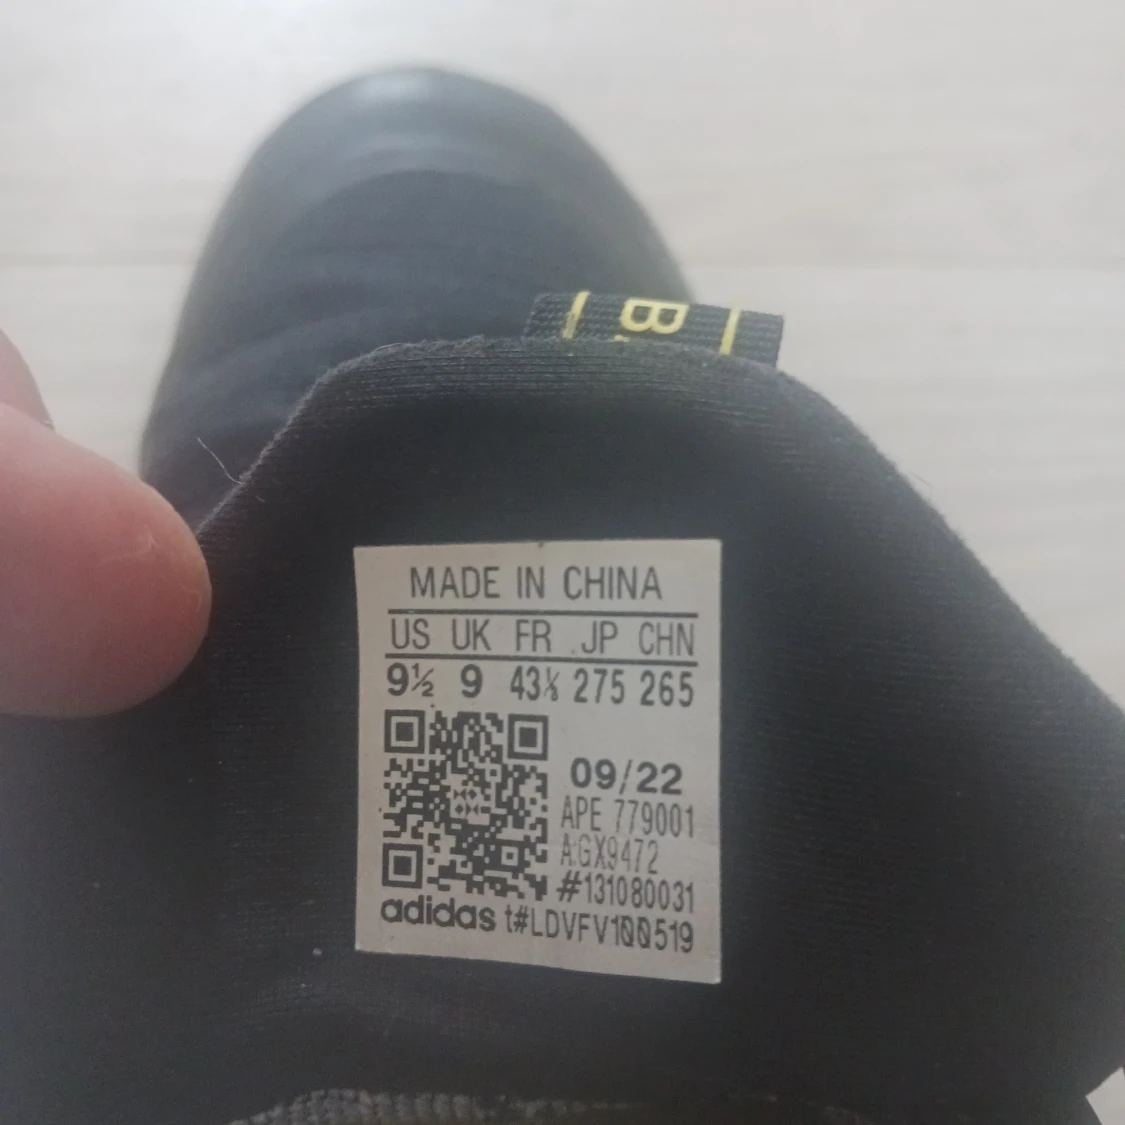 B
MADE IN CHINA
US UK FR JP CHN
9½ 9 43⅓ 275 265
09/22
APE 779001
AGX9472
#131080031
adidas t#LDVFV100519